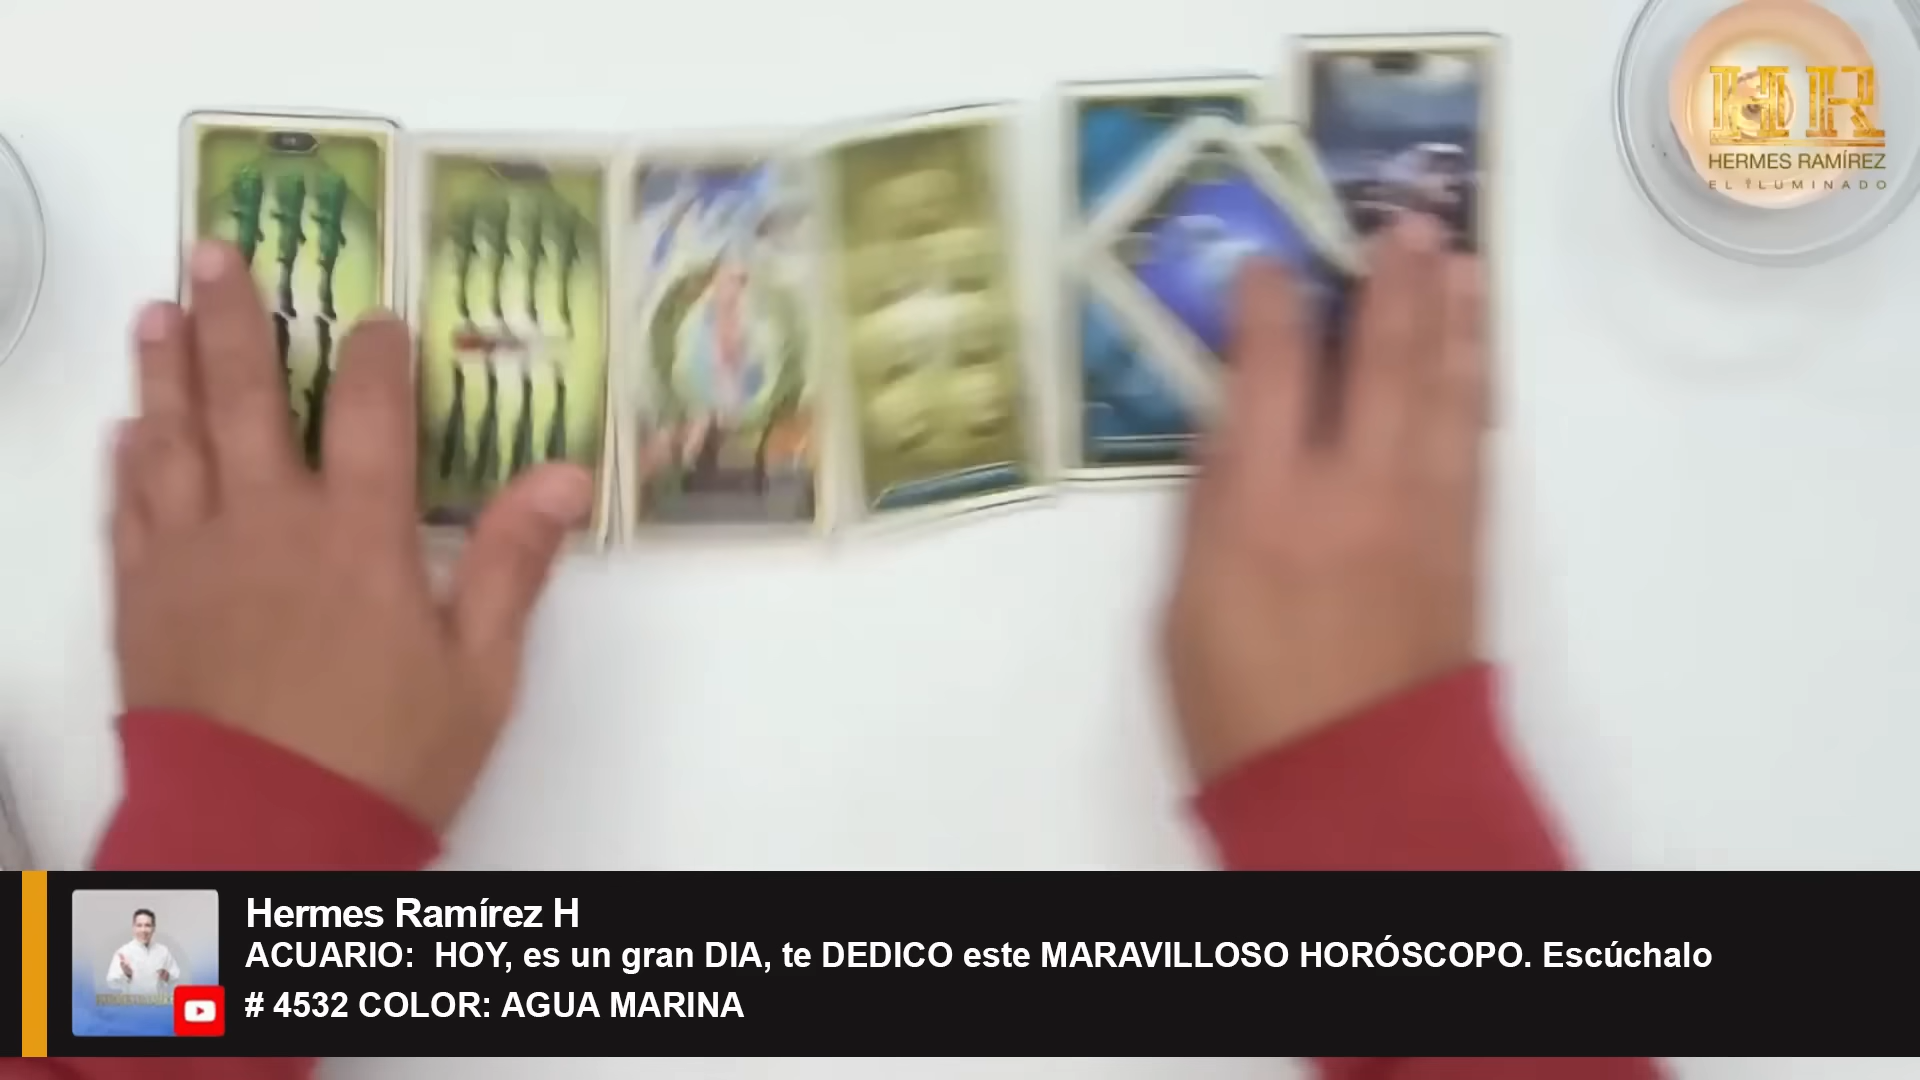 HR
HERMES RAMÍREZ
EL ILUMINADO
Hermes Ramírez H
ACUARIO:  HOY, es un gran DIA, te DEDICO este MARAVILLOSO HORÓSCOPO. Escúchalo
# 4532 COLOR: AGUA MARINA